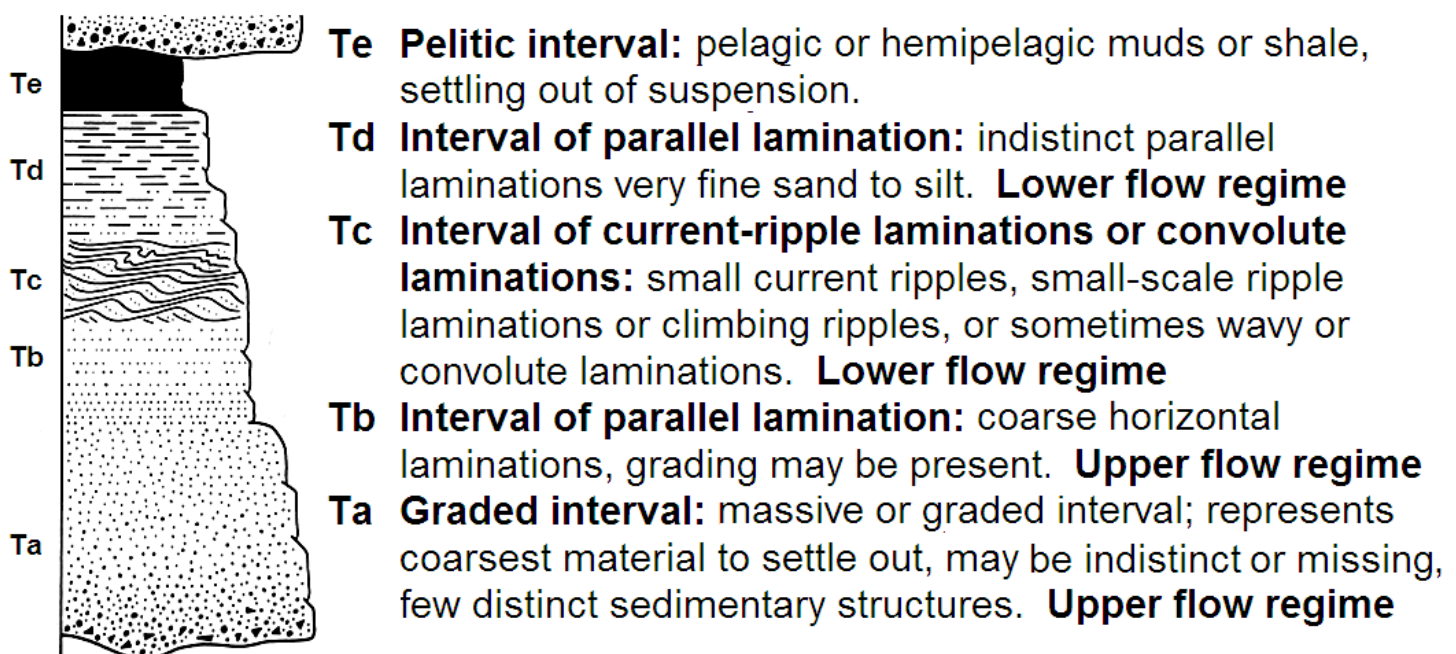 Te Pelitic interval: pelagic or hemipelagic muds or shale,
settling out of suspension.
Td Interval of parallel lamination: indistinct parallel
laminations very fine sand to silt. Lower flow regime
Tc Interval of current-ripple laminations or convolute
laminations: small current ripples, small-scale ripple
laminations or climbing ripples, or sometimes wavy or
convolute laminations. Lower flow regime
Tb Interval of parallel lamination: coarse horizontal
laminations, grading may be present. Upper flow regime
Ta Graded interval: massive or graded interval; represents
coarsest material to settle out, may be indistinct or missing,
few distinct sedimentary structures. Upper flow regime
Te
Td
Tc
Tb
Ta